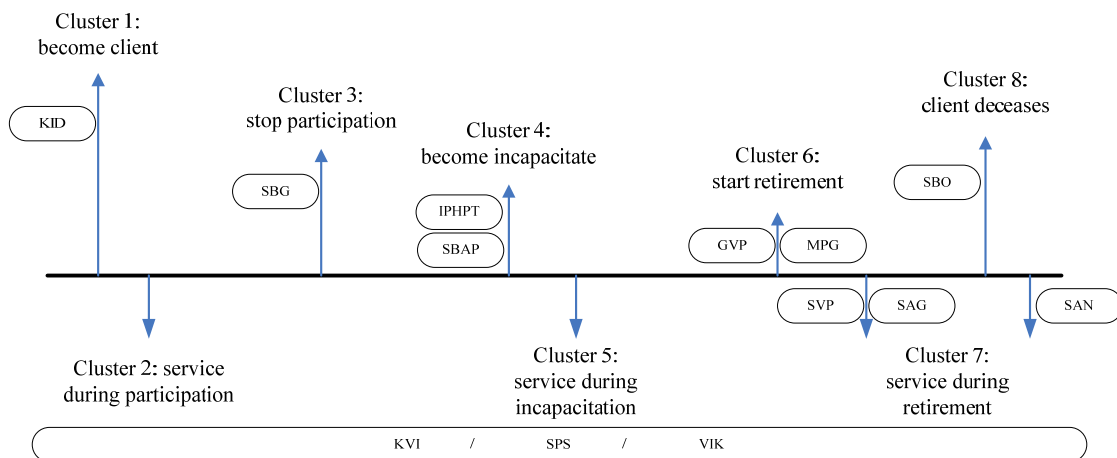 Cluster 1:
become client
KID
Cluster 3:
stop participation
SBG
Cluster 4:
become incapacitate
IPHPT
SBAP
Cluster 6:
start retirement
GVP
MPG
Cluster 8:
client deceases
SBO
SVP
SAG
SAN
Cluster 2: service
during participation
Cluster 5:
service during
incapacitation
Cluster 7:
service during
retirement
KVI / SPS / VIK